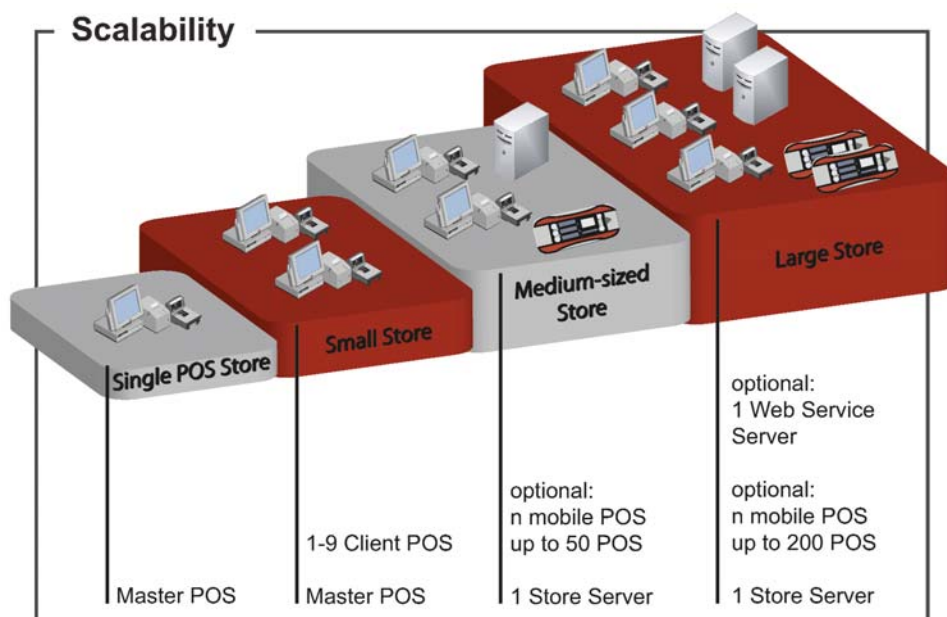 Scalability
Single POS Store
Small Store
Medium-sized
Store
Large Store
Master POS
1-9 Client POS
Master POS
optional:
n mobile POS
up to 50 POS
1 Store Server
optional:
1 Web Service
Server
optional:
n mobile POS
up to 200 POS
1 Store Server